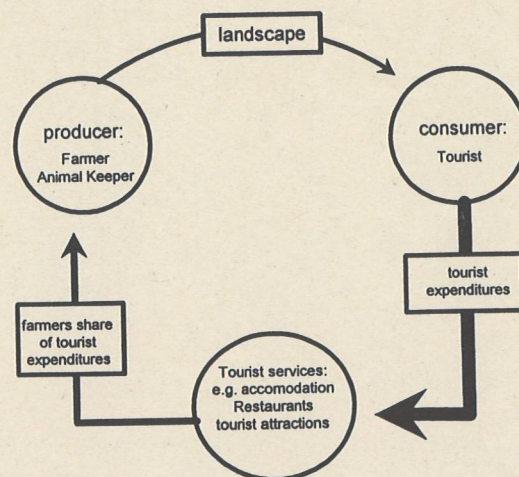 landscape
producer:
Farmer
Animal Keeper
consumer:
Tourist
tourist
expenditures
farmers share
of tourist
expenditures
Tourist services:
e.g. accomodation
Restaurants
tourist attractions